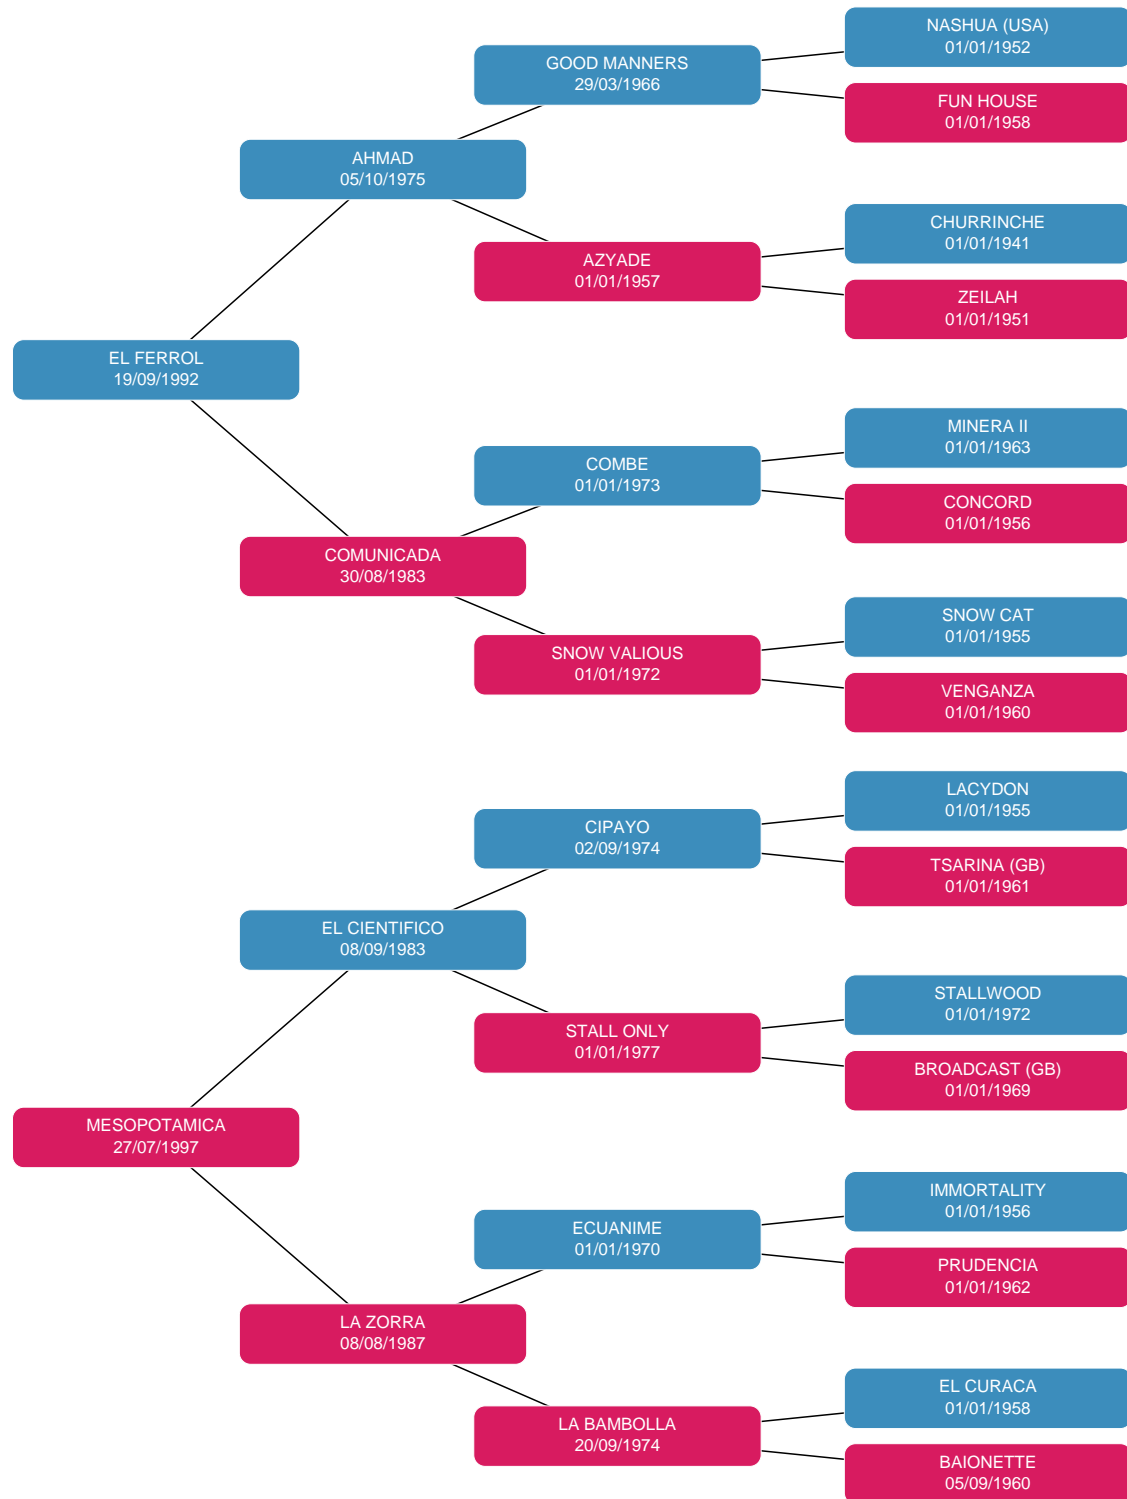 NASHUA (USA)
01/01/1952
GOOD MANNERS
29/03/1966
FUN HOUSE
01/01/1958
AHMAD
05/10/1975
CHURRINCHE
01/01/1941
AZYADE
01/01/1957
ZEILAH
01/01/1951
EL FERROL
19/09/1992
MINERA II
01/01/1963
COMBE
01/01/1973
CONCORD
01/01/1956
COMUNICADA
30/08/1983
SNOW CAT
01/01/1955
SNOW VALIOUS
01/01/1972
VENGANZA
01/01/1960
LACYDON
01/01/1955
CIPAYO
02/09/1974
TSARINA (GB)
01/01/1961
EL CIENTIFICO
08/09/1983
STALLWOOD
01/01/1972
STALL ONLY
01/01/1977
BROADCAST (GB)
01/01/1969
MESOPOTAMICA
27/07/1997
IMMORTALITY
01/01/1956
ECUANIME
01/01/1970
PRUDENCIA
01/01/1962
LA ZORRA
08/08/1987
EL CURACA
01/01/1958
LA BAMBOLLA
20/09/1974
BAIONETTE
05/09/1960